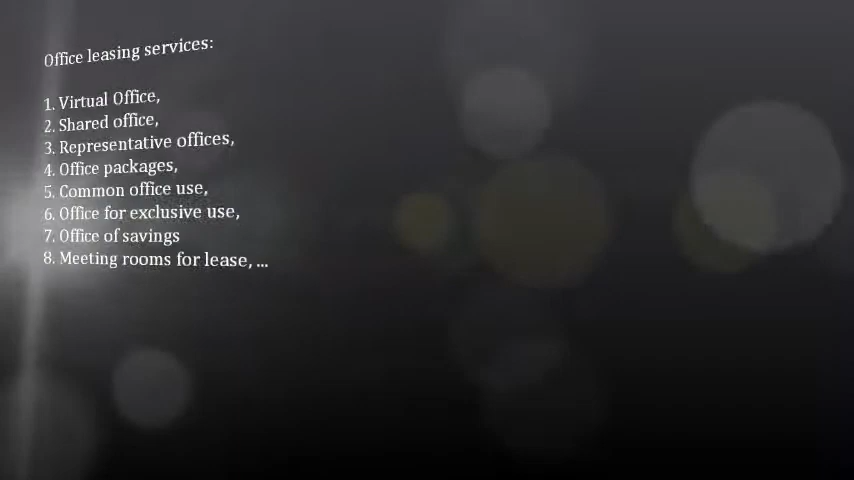 Office leasing services:
1. Virtual Office,
2. Shared office,
3. Representative offices,
4. Office packages,
5. Common office use,
6. Office for exclusive use,
7. Office of savings
8. Meeting rooms for lease, ...